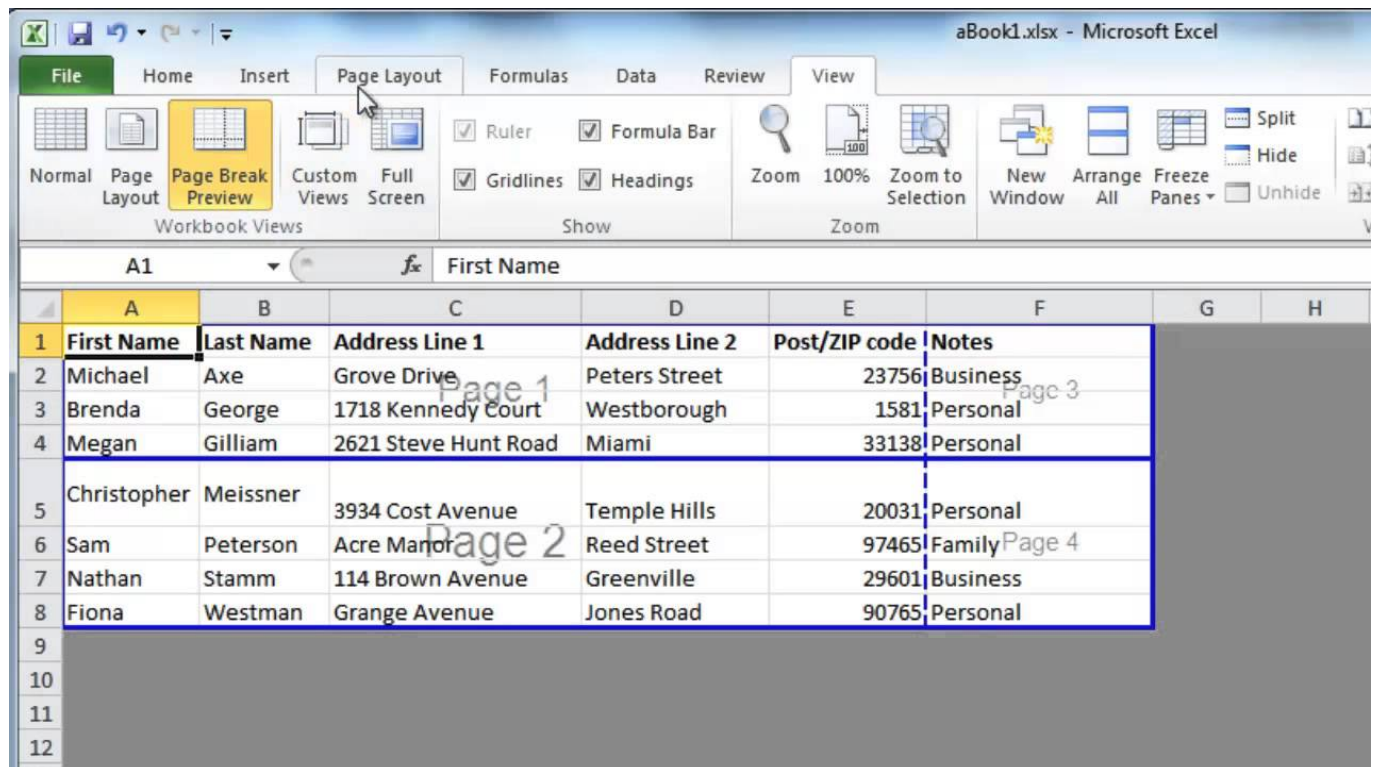 aBook1.xlsx - Microsoft Excel
File Home Insert Page Layout Formulas Data Review View
Normal Page Layout Page Break Preview Custom Views Full Screen
Workbook Views
Ruler Formula Bar
Gridlines Headings
Show
Zoom 100% Zoom to Selection
Zoom
New Window Arrange All Freeze Panes
Split
Hide
Unhide
A1 fx First Name
A B C D E F G H
1 First Name Last Name Address Line 1 Address Line 2 Post/ZIP code Notes
2 Michael Axe Grove Drive Peters Street 23756 Business
Page 1 Page 3
3 Brenda George 1718 Kennedy Court Westborough 1581 Personal
4 Megan Gilliam 2621 Steve Hunt Road Miami 33138 Personal
5 Christopher Meissner 3934 Cost Avenue Temple Hills 20031 Personal
6 Sam Peterson Acre Manor Reed Street 97465 Family
Page 2 Page 4
7 Nathan Stamm 114 Brown Avenue Greenville 29601 Business
8 Fiona Westman Grange Avenue Jones Road 90765 Personal
9
10
11
12